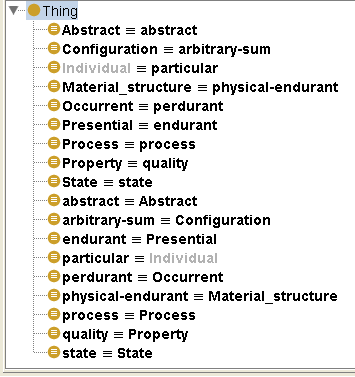 Thing
Abstract ≡ abstract
Configuration ≡ arbitrary-sum
Individual ≡ particular
Material_structure ≡ physical-endurant
Occurrent ≡ perdurant
Presential ≡ endurant
Process ≡ process
Property ≡ quality
State ≡ state
abstract ≡ Abstract
arbitrary-sum ≡ Configuration
endurant ≡ Presential
particular ≡ Individual
perdurant ≡ Occurrent
physical-endurant ≡ Material_structure
process ≡ Process
quality ≡ Property
state ≡ State